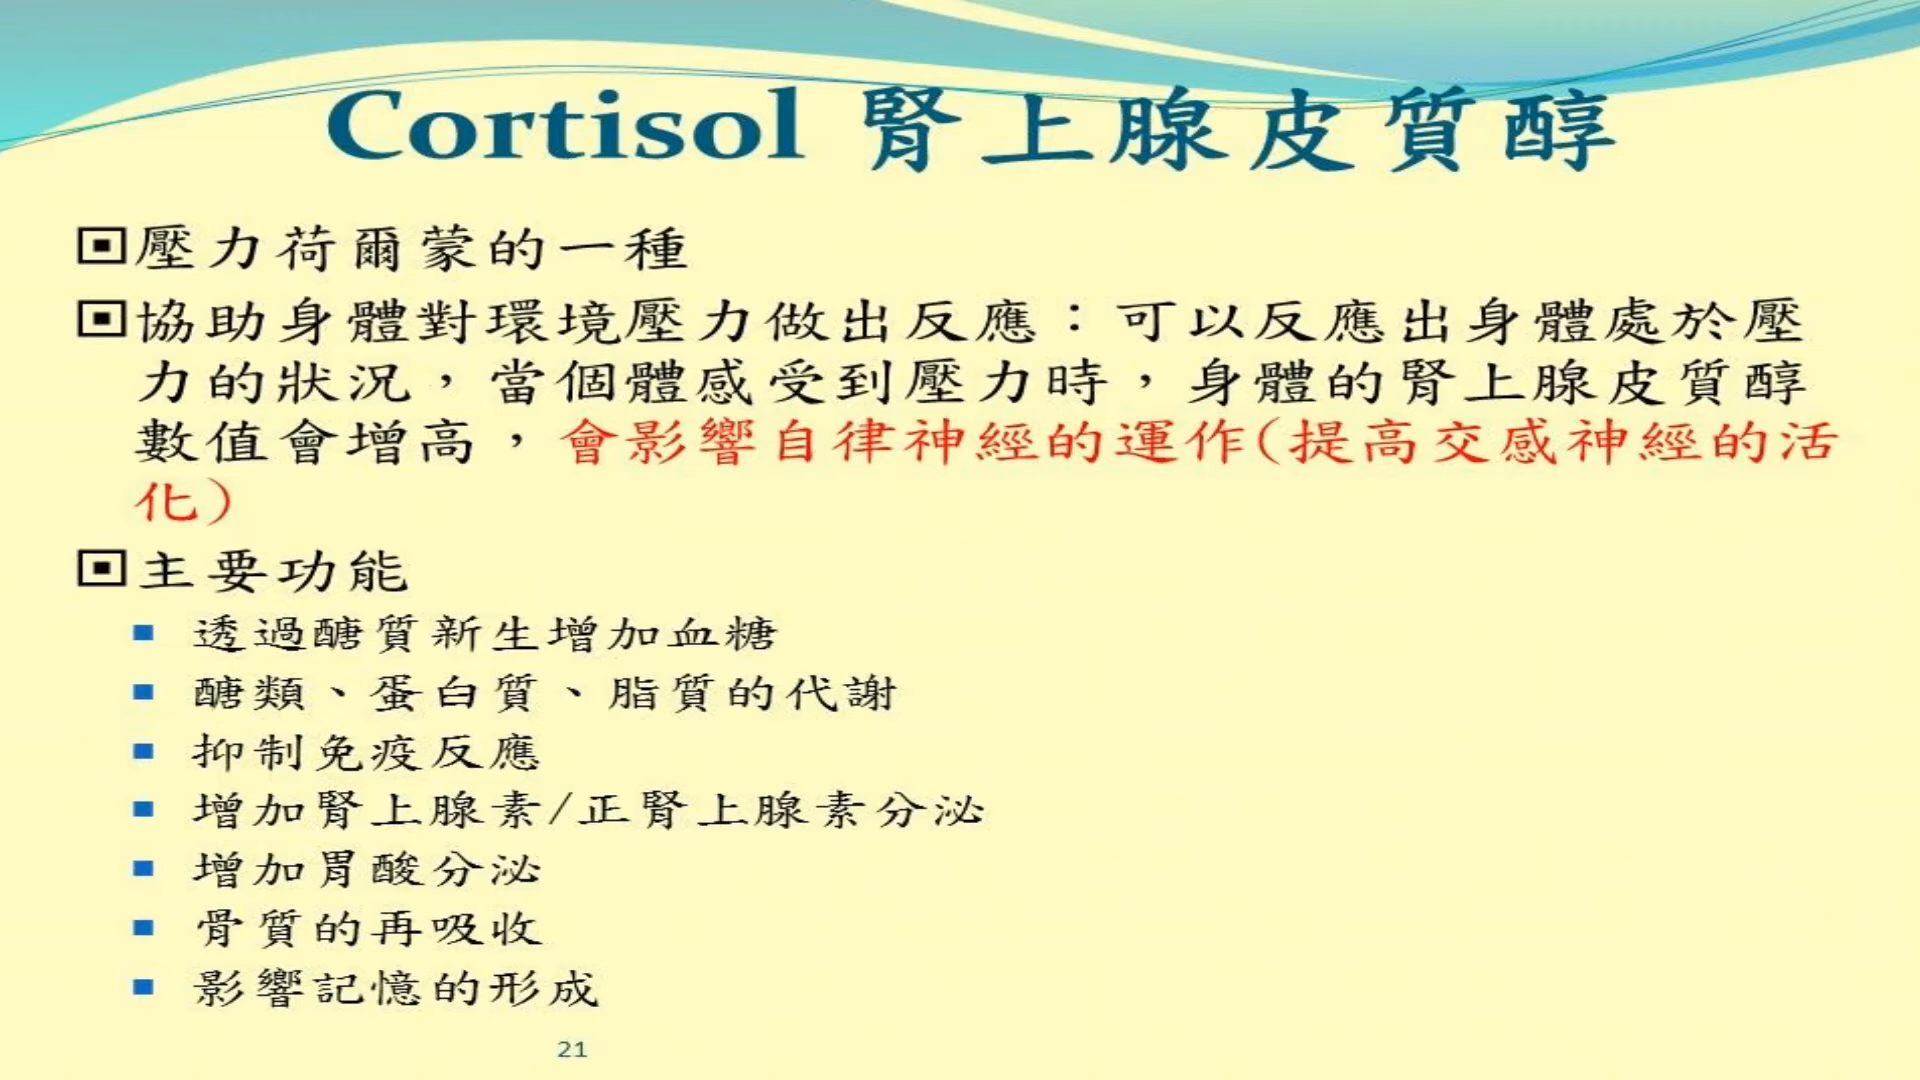 Cortisol 腎上腺皮質醇
壓力荷爾蒙的一種
協助身體對環境壓力做出反應：可以反應出身體處於壓
力的狀況，當個體感受到壓力時，身體的腎上腺皮質醇
數值會增高，會影響自律神經的運作(提高交感神經的活
化)
主要功能
透過醣質新生增加血糖
醣類、蛋白質、脂質的代謝
抑制免疫反應
增加腎上腺素/正腎上腺素分泌
增加胃酸分泌
骨質的再吸收
影響記憶的形成
21